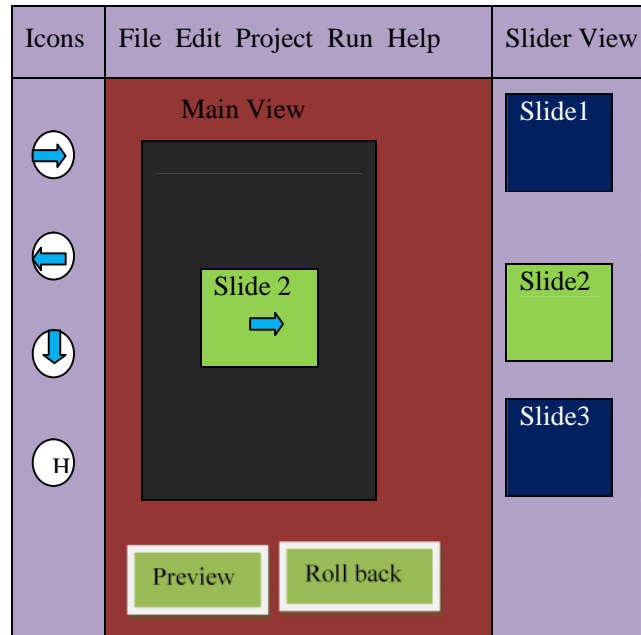 Icons
File Edit Project Run Help
Slider View
Main View
Slide1
Slide 2
Slide2
Slide3
H
Preview
Roll back